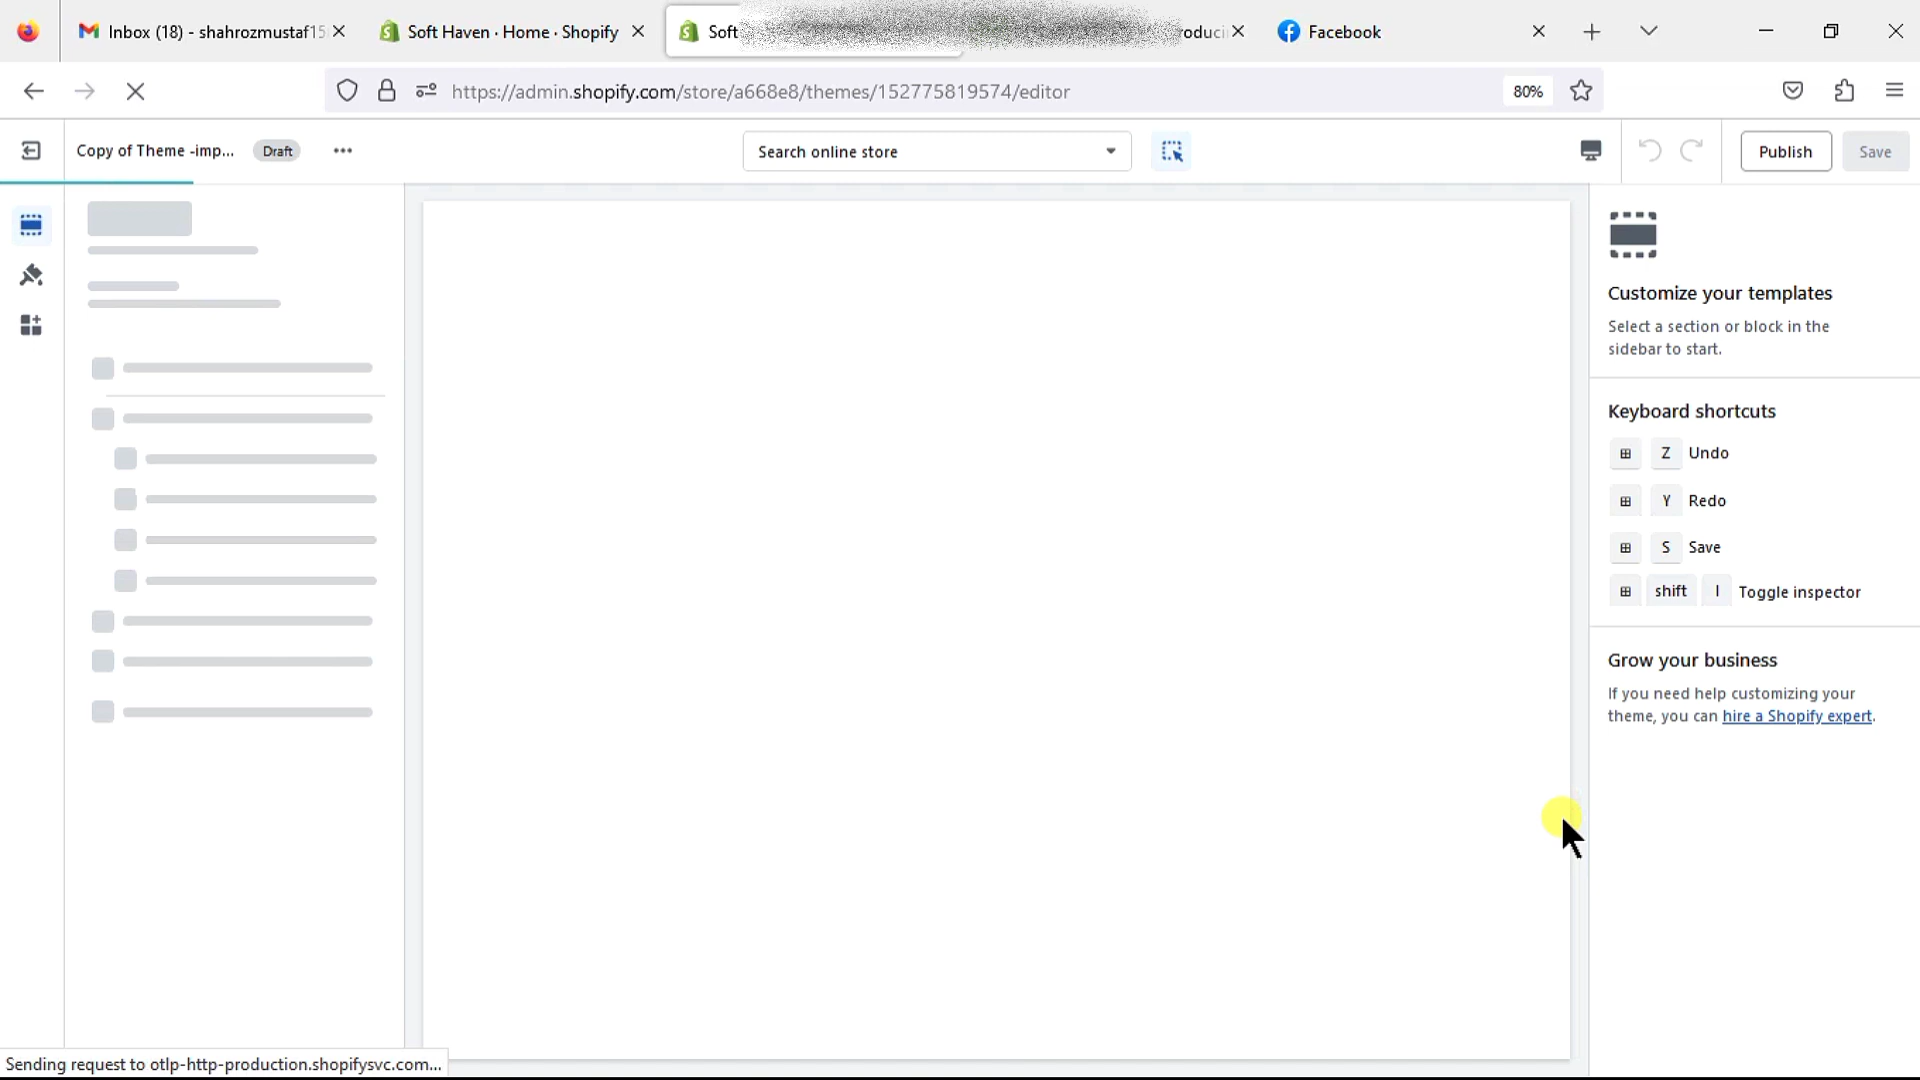 Inbox (18) - shahrozmustaf15
Soft Haven · Home · Shopify
Soft
Facebook
https://admin.shopify.com/store/a668e8/themes/152775819574/editor
80%
Copy of Theme -imp...
Draft
Search online store
Publish
Save
Customize your templates
Select a section or block in the
sidebar to start.
Keyboard shortcuts
Z Undo
Y Redo
S Save
shift I Toggle inspector
Grow your business
If you need help customizing your
theme, you can hire a Shopify expert.
Sending request to otlp-http-production.shopifysvc.com...